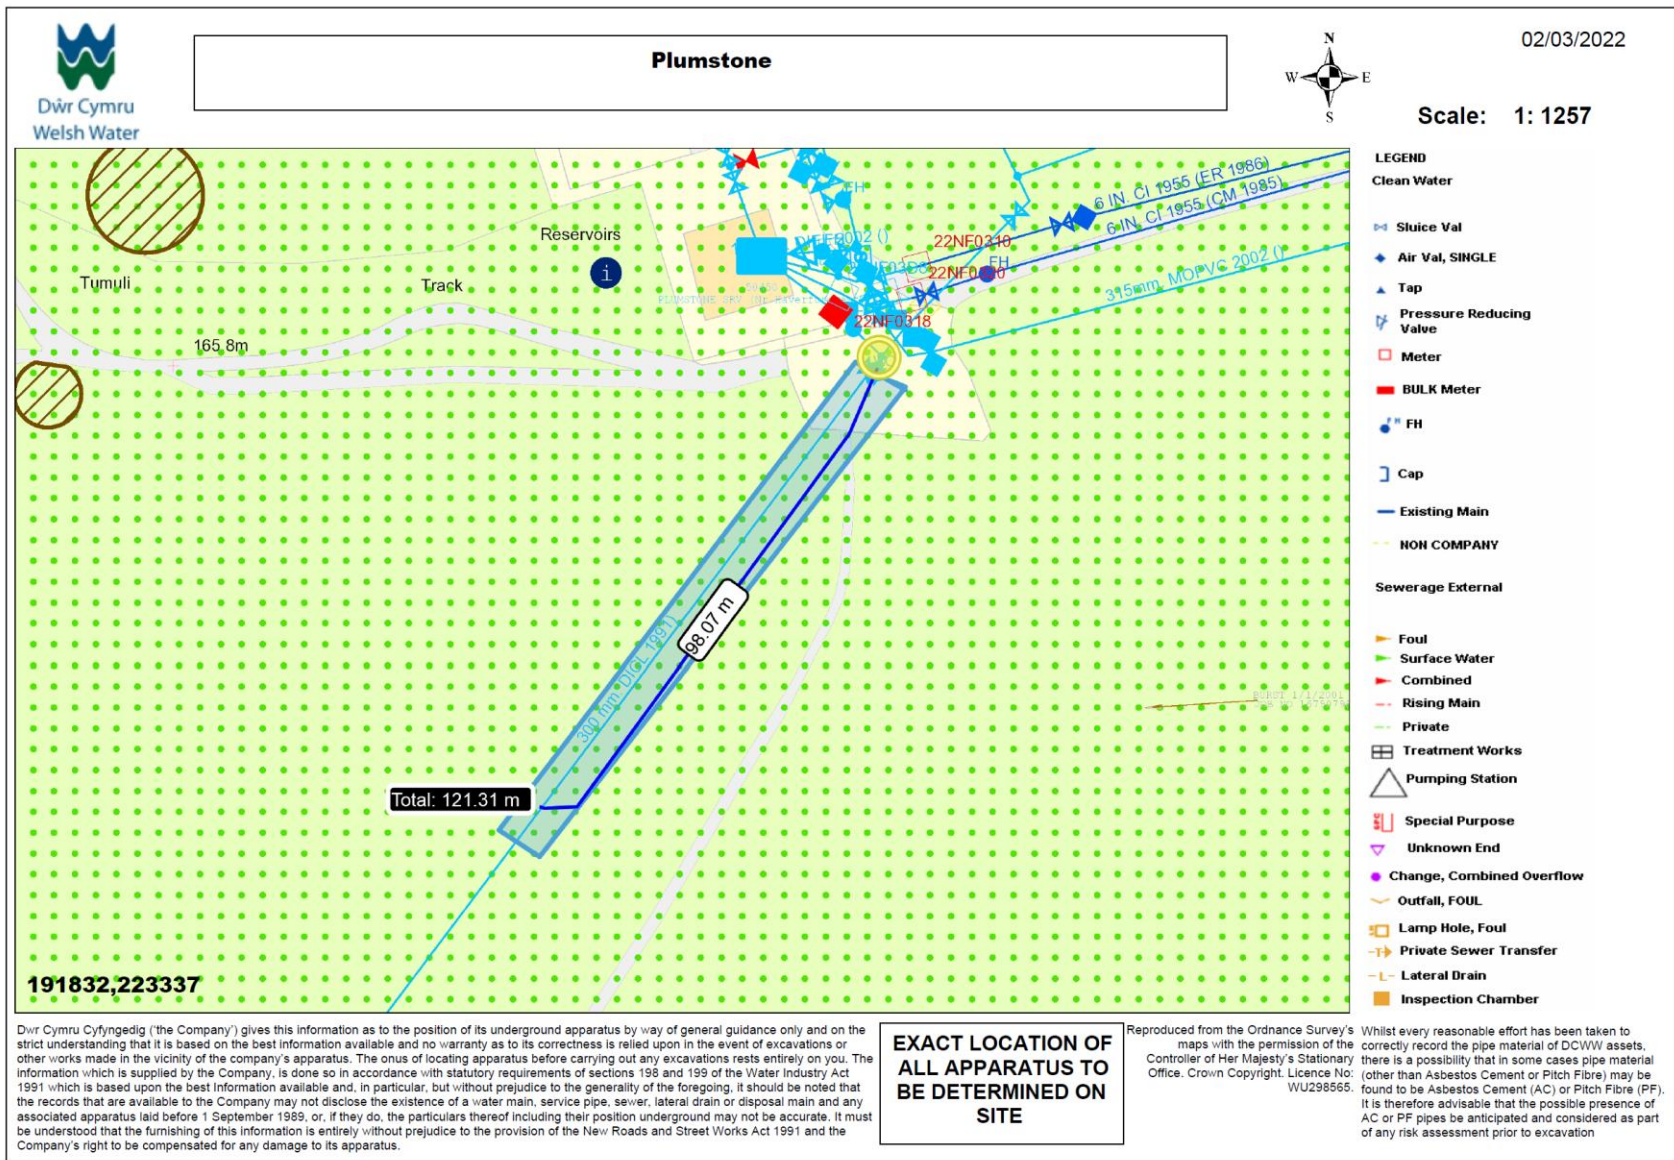 Dŵr Cymru
Welsh Water
Plumstone
N
W
E
S
02/03/2022
Scale: 1: 1257
Reservoirs
Tumuli
Track
165.8m
FH
6 IN. CI 1955 (ER 1986)
6 IN. CI 1955 (CM 1985)
22NF0310
FH
315mm. MOPVC 2002 ()
22NF0318
300 mm. DICL 1991()
98.07 m
Total: 121.31 m
BURST 1/1/2001
191832,223337
LEGEND
Clean Water
Sluice Val
Air Val, SINGLE
Tap
Pressure Reducing
Valve
Meter
BULK Meter
FH
Cap
Existing Main
NON COMPANY
Sewerage External
Foul
Surface Water
Combined
Rising Main
Private
Treatment Works
Pumping Station
Special Purpose
Unknown End
Change, Combined Overflow
Outfall, FOUL
Lamp Hole, Foul
Private Sewer Transfer
Lateral Drain
Inspection Chamber
Dwr Cymru Cyfyngedig ('the Company') gives this information as to the position of its underground apparatus by way of general guidance only and on the
strict understanding that it is based on the best information available and no warranty as to its correctness is relied upon in the event of excavations or
other works made in the vicinity of the company's apparatus. The onus of locating apparatus before carrying out any excavations rests entirely on you. The
information which is supplied by the Company, is done so in accordance with statutory requirements of sections 198 and 199 of the Water Industry Act
1991 which is based upon the best Information available and, in particular, but without prejudice to the generality of the foregoing, it should be noted that
the records that are available to the Company may not disclose the existence of a water main, service pipe, sewer, lateral drain or disposal main and any
associated apparatus laid before 1 September 1989, or, if they do, the particulars thereof including their position underground may not be accurate. It must
be understood that the furnishing of this information is entirely without prejudice to the provision of the New Roads and Street Works Act 1991 and the
Company's right to be compensated for any damage to its apparatus.
EXACT LOCATION OF
ALL APPARATUS TO
BE DETERMINED ON
SITE
Reproduced from the Ordnance Survey's
maps with the permission of the
Controller of Her Majesty's Stationary
Office. Crown Copyright. Licence No:
WU298565.
Whilst every reasonable effort has been taken to
correctly record the pipe material of DCWW assets,
there is a possibility that in some cases pipe material
(other than Asbestos Cement or Pitch Fibre) may be
found to be Asbestos Cement (AC) or Pitch Fibre (PF).
It is therefore advisable that the possible presence of
AC or PF pipes be anticipated and considered as part
of any risk assessment prior to excavation